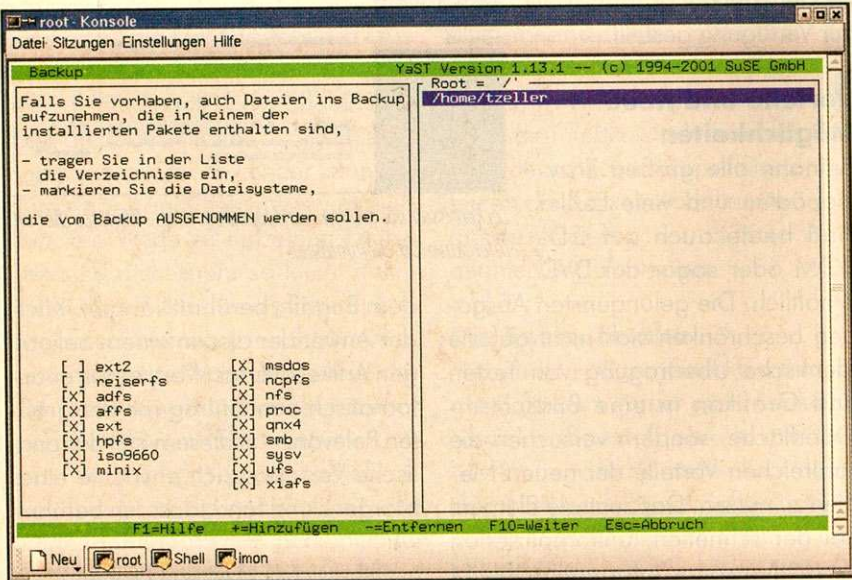 root - Konsole
Datei Sitzungen Einstellungen Hilfe
Backup YaST Version 1.13.1 -- (c) 1994-2001 SuSE GmbH
Falls Sie vorhaben, auch Dateien ins Backup
aufzunehmen, die in keinem der
installierten Pakete enthalten sind,
- tragen Sie in der Liste
die Verzeichnisse ein,
- markieren Sie die Dateisysteme,
die vom Backup AUSGENOMMEN werden sollen.
Root = '/'
/home/tzeller
[ ] ext2
[ ] reiserfs
[X] adfs
[X] affs
[X] ext
[X] hpfs
[X] iso9660
[X] minix
[X] msdos
[X] ncpfs
[X] nfs
[X] proc
[X] qnx4
[X] smb
[X] sysv
[X] ufs
[X] xiafs
F1=Hilfe +=Hinzufügen -=Entfernen F10=Weiter Esc=Abbruch
Neu root Shell imon